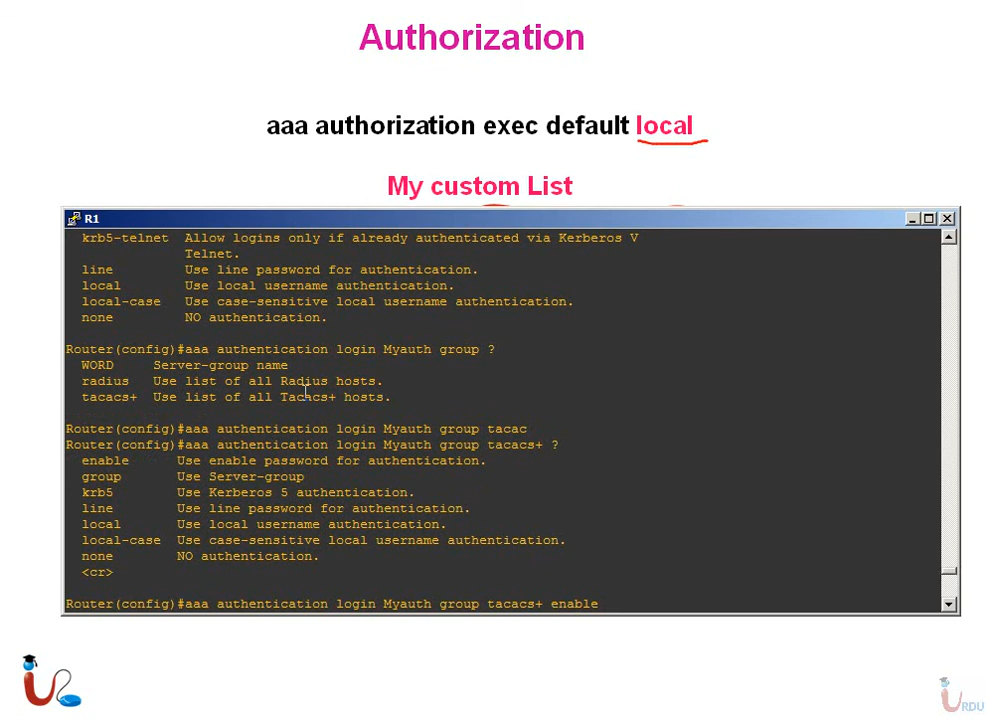 Authorization
aaa authorization exec default local
My custom List
R1
krb5-telnet Allow logins only if already authenticated via Kerberos V
Telnet.
line Use line password for authentication.
local Use local username authentication.
local-case Use case-sensitive local username authentication.
none NO authentication.
Router(config)#aaa authentication login Myauth group ?
WORD Server-group name
radius Use list of all Radius hosts.
tacacs+ Use list of all Tacacs+ hosts.
Router(config)#aaa authentication login Myauth group tacac
Router(config)#aaa authentication login Myauth group tacacs+ ?
enable Use enable password for authentication.
group Use Server-group
krb5 Use Kerberos 5 authentication.
line Use line password for authentication.
local Use local username authentication.
local-case Use case-sensitive local username authentication.
none NO authentication.
<cr>
Router(config)#aaa authentication login Myauth group tacacs+ enable
URDU